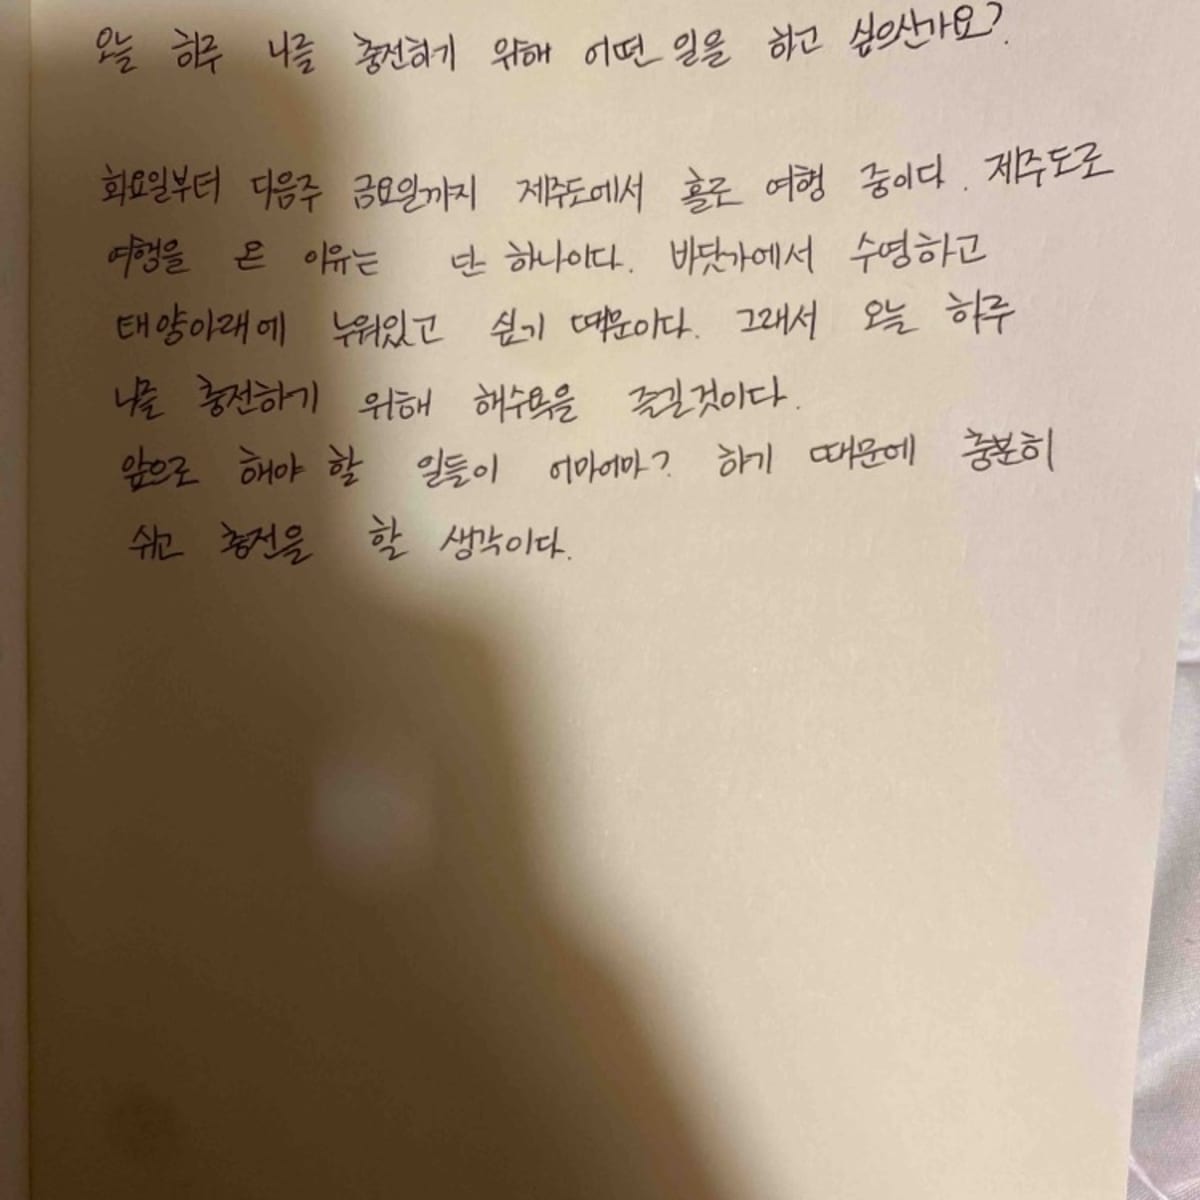 오늘 하루 나를 충전하기 위해 어떤 일을 하고 싶으신가요?
화요일부터 다음주 금요일까지 제주도에서 홀로 여행 중이다. 제주도로
여행을 온 이유는 단 하나이다. 바닷가에서 수영하고
태양아래에 누워있고 싶기 때문이다. 그래서 오늘 하루
나를 충전하기 위해 해수욕을 즐길것이다.
앞으로 해야 할 일들이 어마어마? 하기 때문에 충분히
쉬고 충전을 할 생각이다.